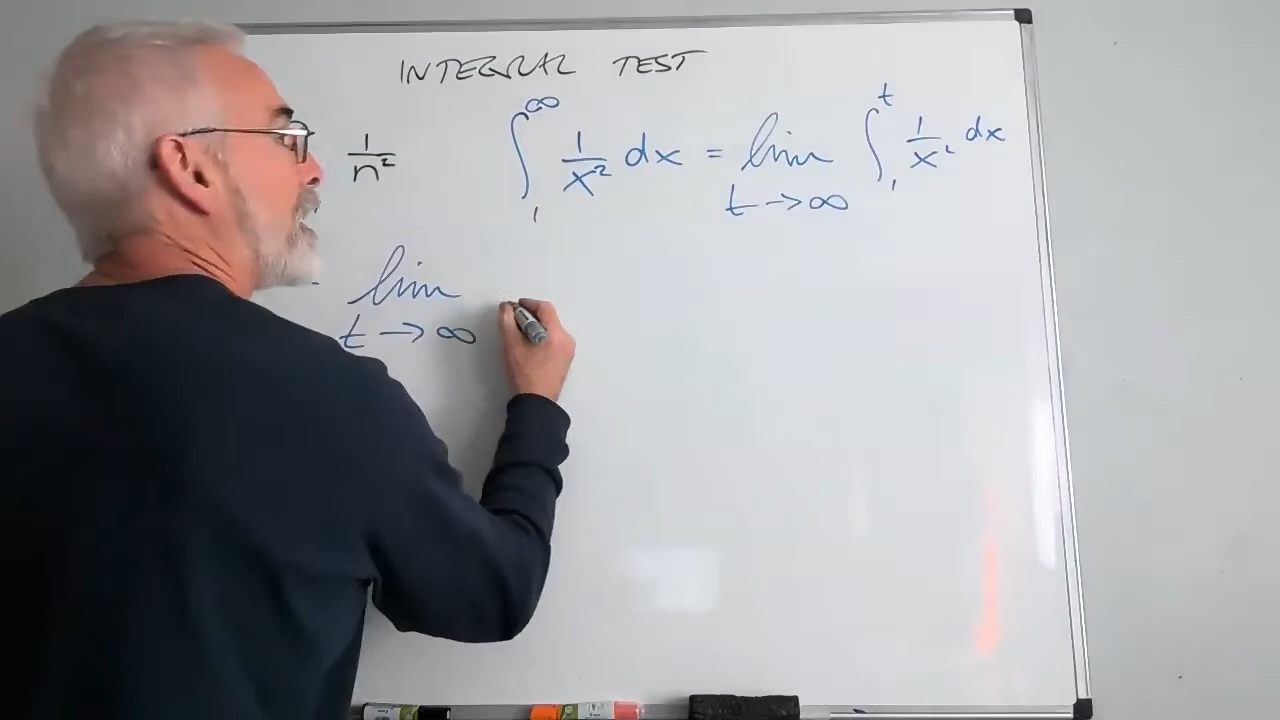 INTEGRAL TEST
1/n² ∫₁^∞ 1/x² dx = lim t→∞ ∫₁^t 1/x² dx
lim t→∞